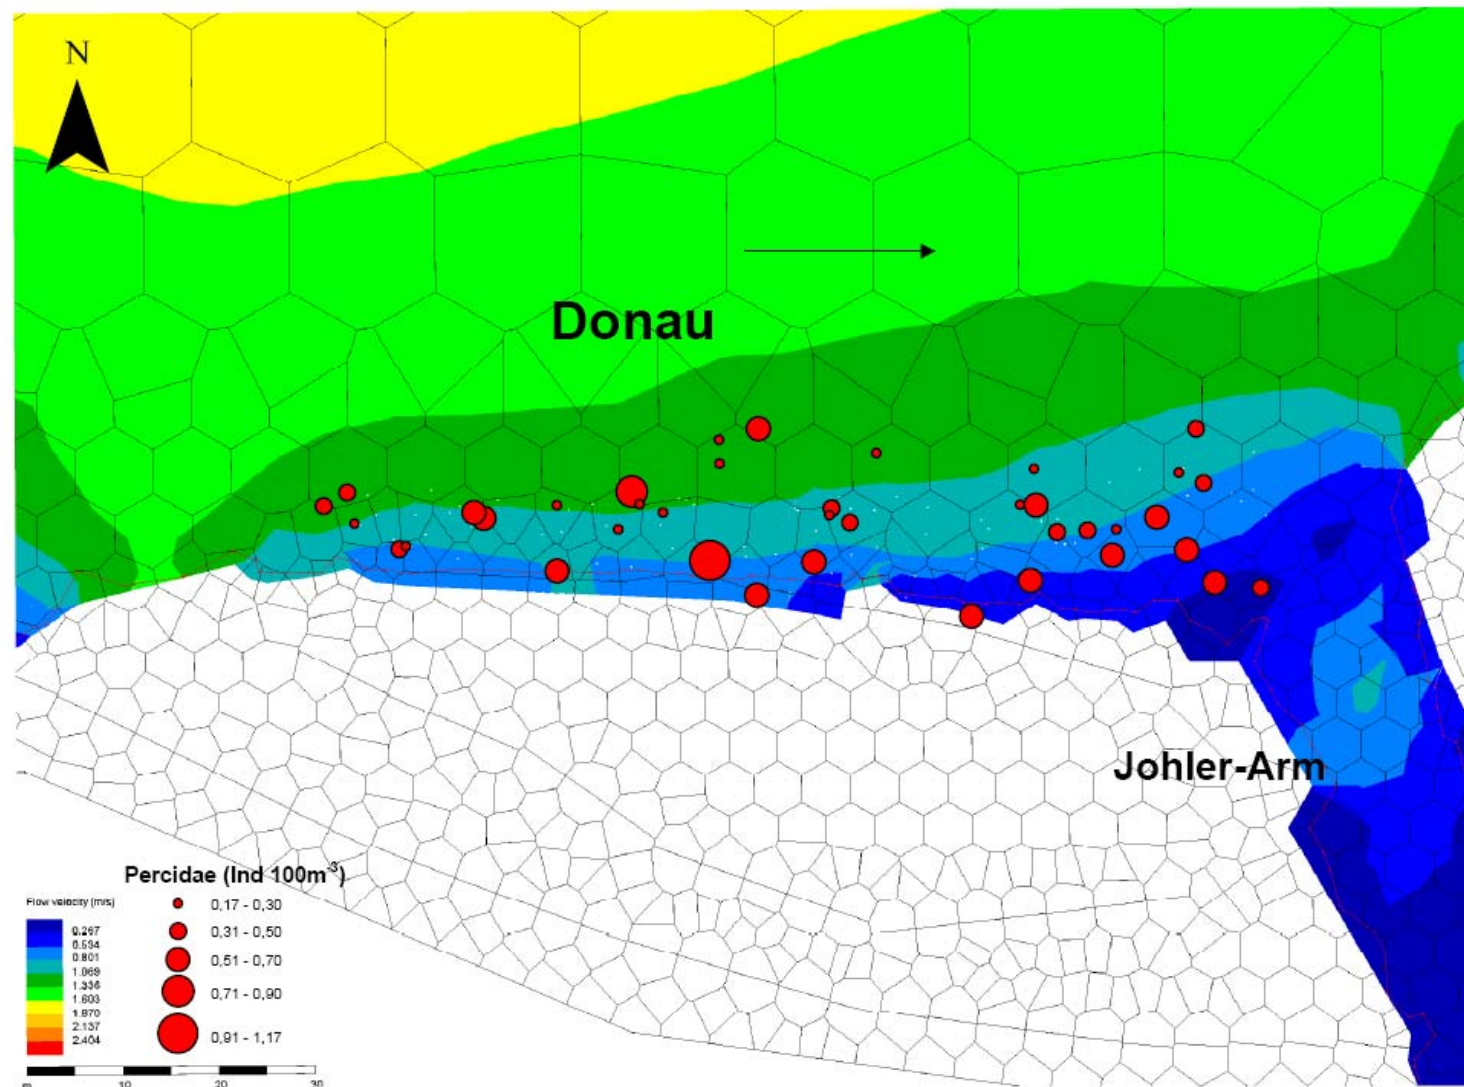 N
Donau
Johler-Arm
Percidae (Ind 100m-3)
0,17 - 0,30
0,31 - 0,50
0,51 - 0,70
0,71 - 0,90
0,91 - 1,17
Flow velocity (m/s)
0.267
0.534
0.801
1.069
1.336
1.603
1.870
2.137
2.404
m 10 20 30